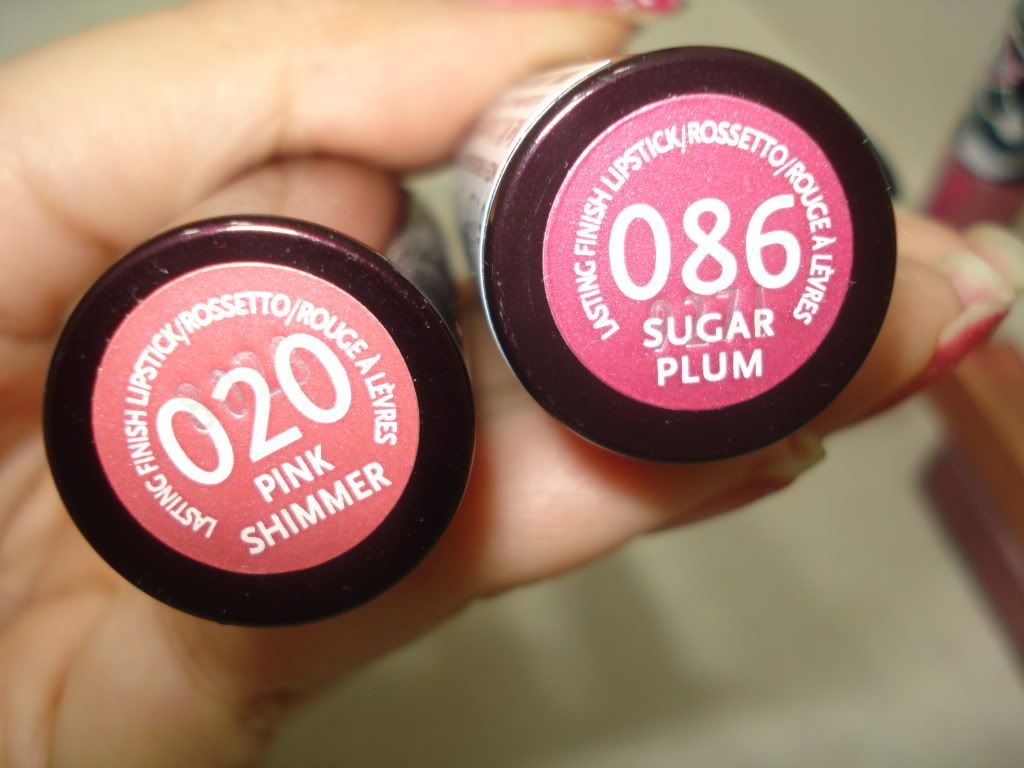 LASTING FINISH LIPSTICK/ROSSETTO/ROUGE À LÈVRES
020
PINK
SHIMMER
LASTING FINISH LIPSTICK/ROSSETTO/ROUGE À LÈVRES
086
SUGAR
PLUM